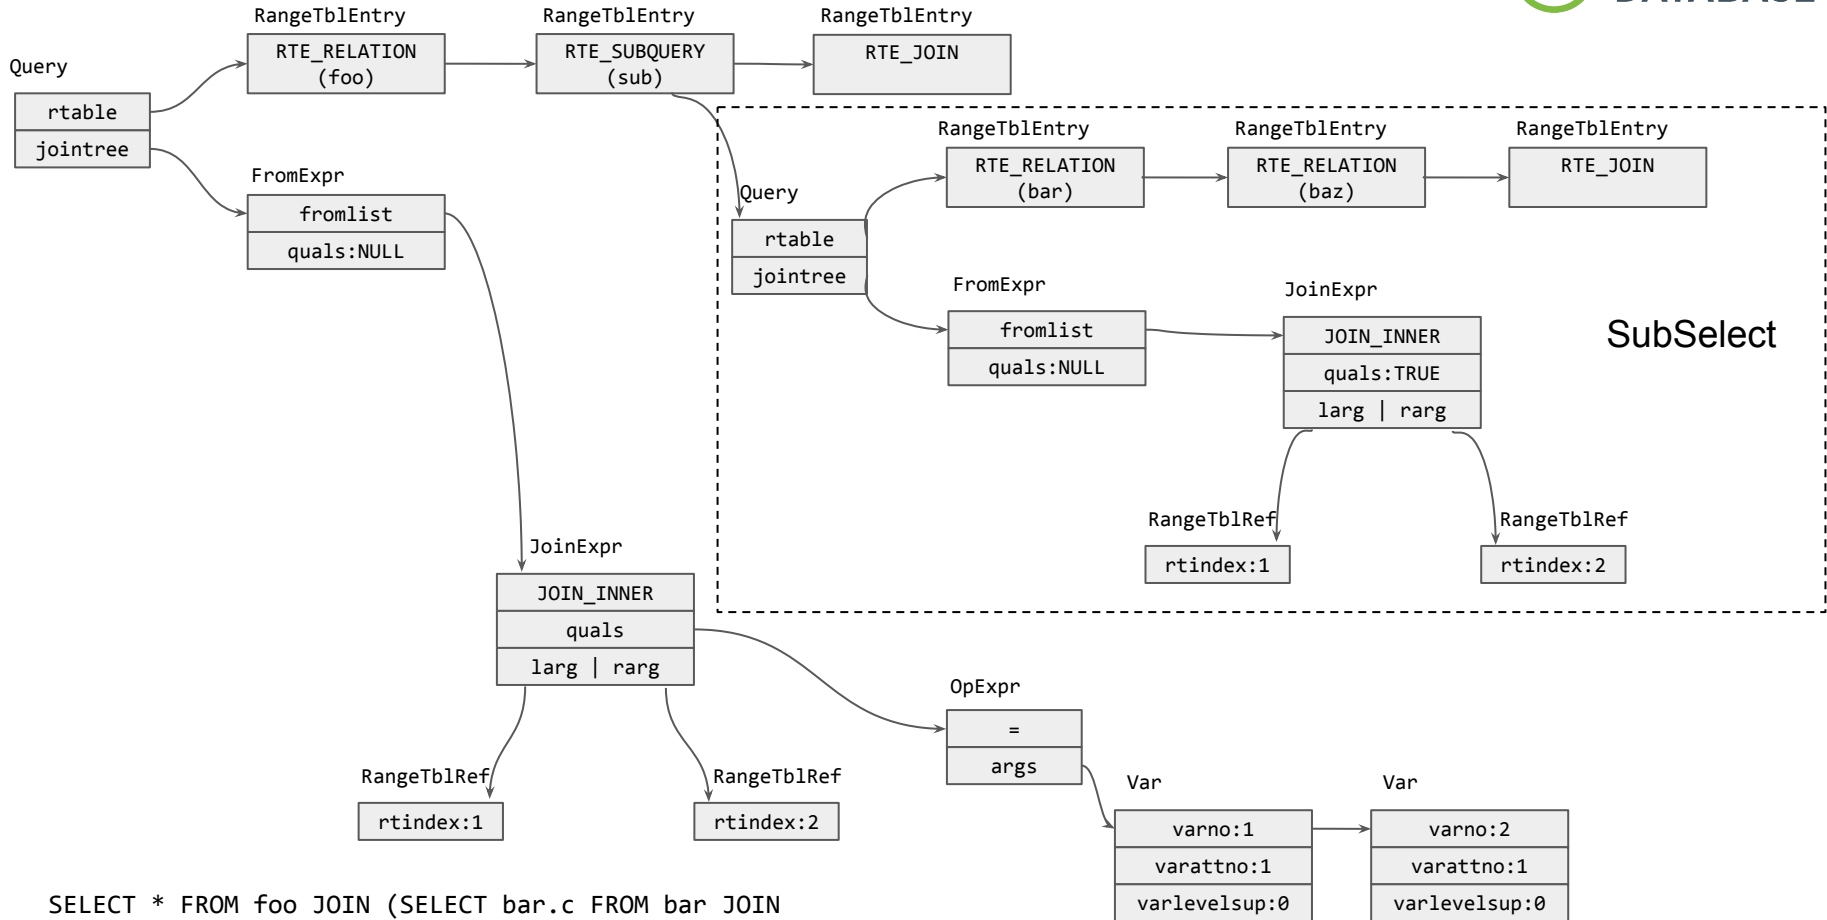 DATABASE
RangeTblEntry
RangeTblEntry
RangeTblEntry
RTE_RELATION
(foo)
RTE_SUBQUERY
(sub)
RTE_JOIN
Query
rtable
jointree
FromExpr
fromlist
quals:NULL
RangeTblEntry
RangeTblEntry
RangeTblEntry
RTE_RELATION
(bar)
RTE_RELATION
(baz)
RTE_JOIN
Query
rtable
jointree
FromExpr
fromlist
quals:NULL
JoinExpr
JOIN_INNER
quals:TRUE
larg | rarg
SubSelect
RangeTblRef
rtindex:1
RangeTblRef
rtindex:2
JoinExpr
JOIN_INNER
quals
larg | rarg
RangeTblRef
rtindex:1
RangeTblRef
rtindex:2
OpExpr
=
args
Var
varno:1
varattno:1
varlevelsup:0
Var
varno:2
varattno:1
varlevelsup:0
SELECT * FROM foo JOIN (SELECT bar.c FROM bar JOIN